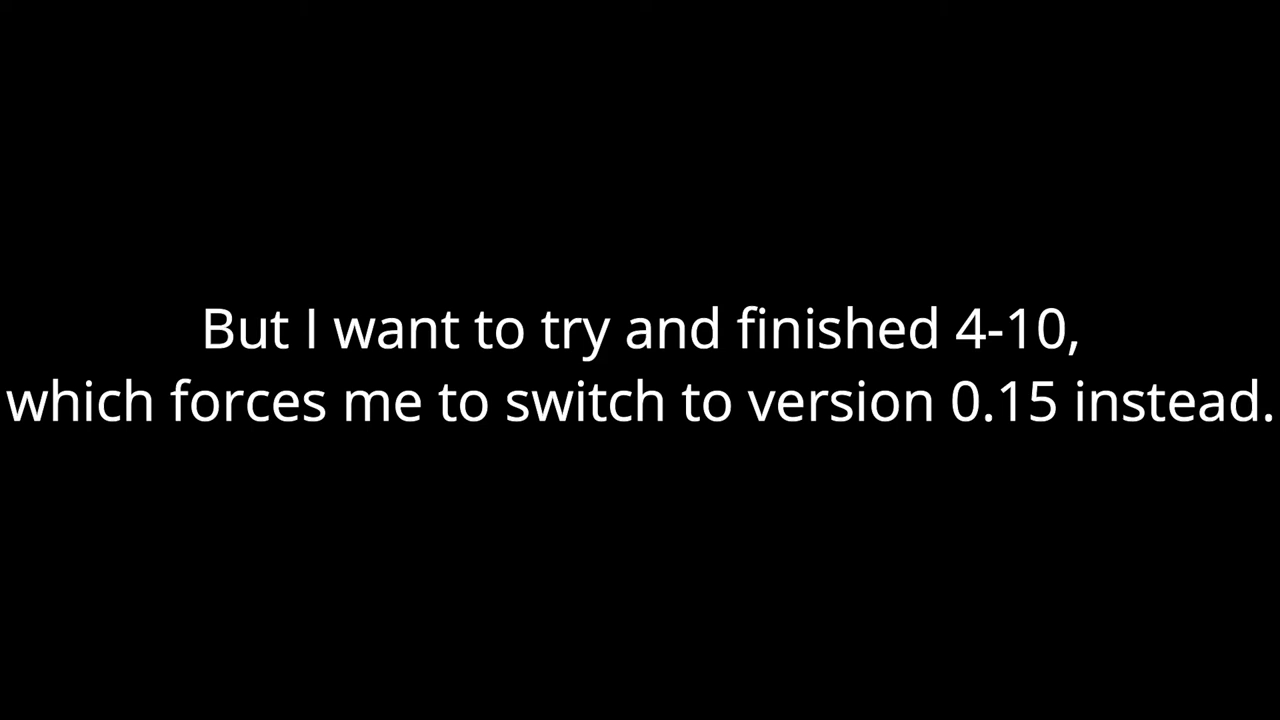 But I want to try and finished 4-10,
which forces me to switch to version 0.15 instead.